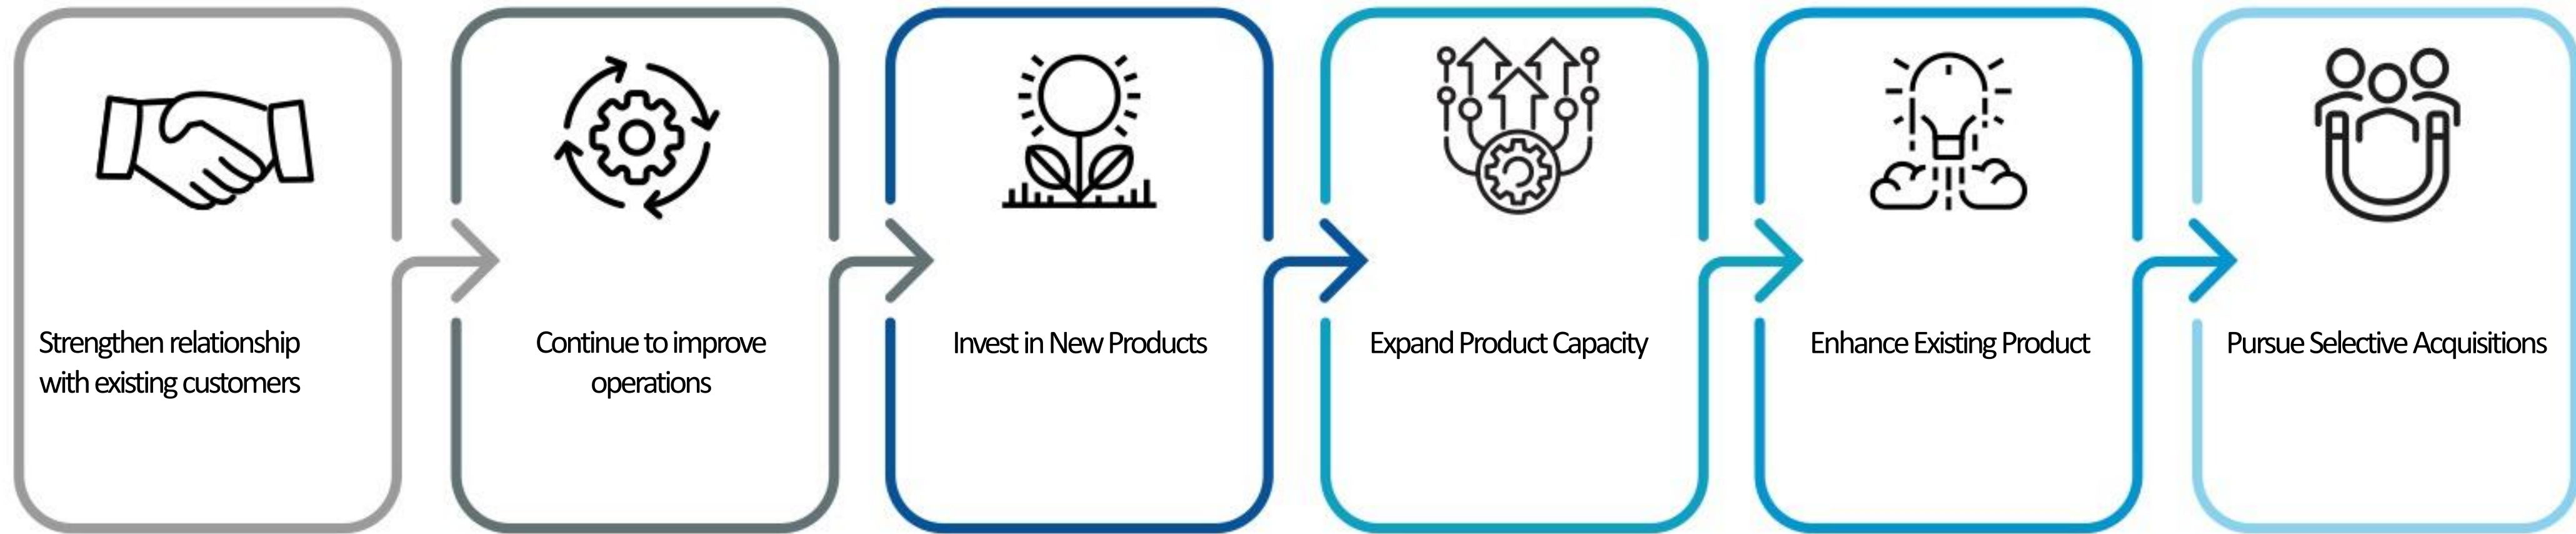 Strengthen relationship
with existing customers
Continue to improve
operations
Invest in New Products
Expand Product Capacity
Enhance Existing Product
Pursue Selective Acquisitions